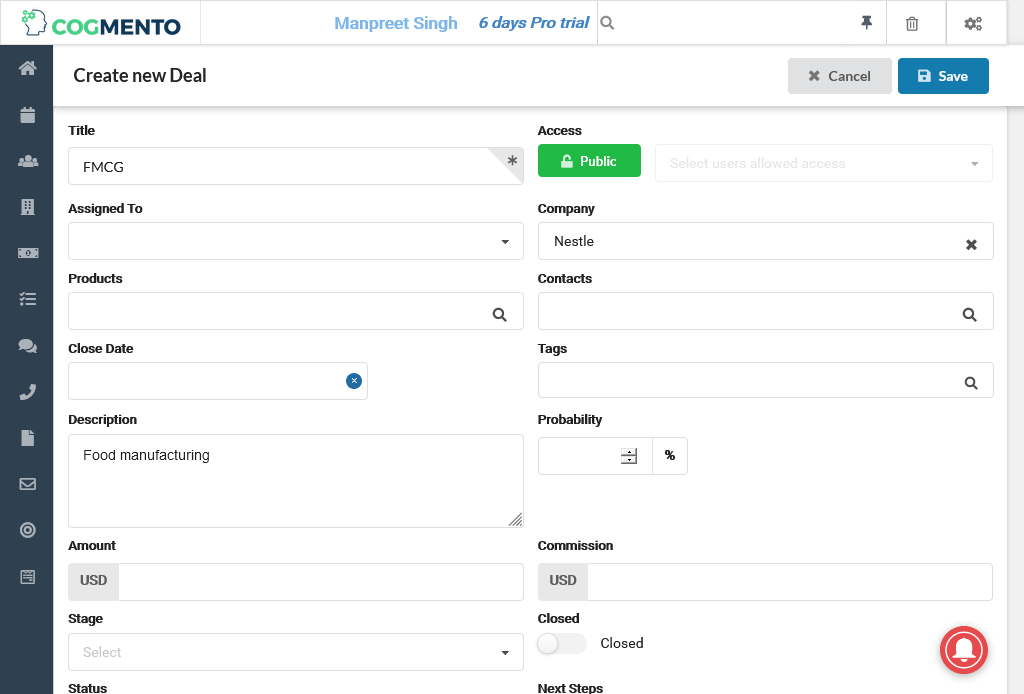 COGMENTO
Manpreet Singh 6 days Pro trial
Create new Deal
Cancel
Save
Title
FMCG
*
Access
Public
Select users allowed access
Assigned To
Company
Nestle
Products
Contacts
Close Date
Tags
Description
Food manufacturing
Probability
%
Amount
USD
Commission
USD
Stage
Select
Closed
Closed
Status
Next Steps